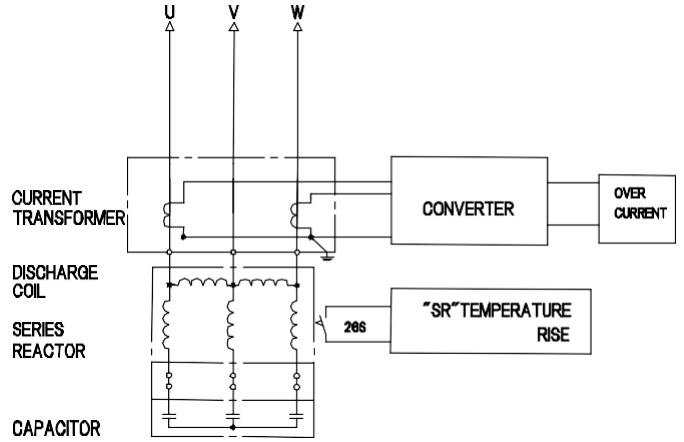 U V W
CURRENT
TRANSFORMER
CONVERTER
OVER
CURRENT
DISCHARGE
COIL
SERIES
REACTOR
26S
"SR"TEMPERATURE
RISE
CAPACITOR